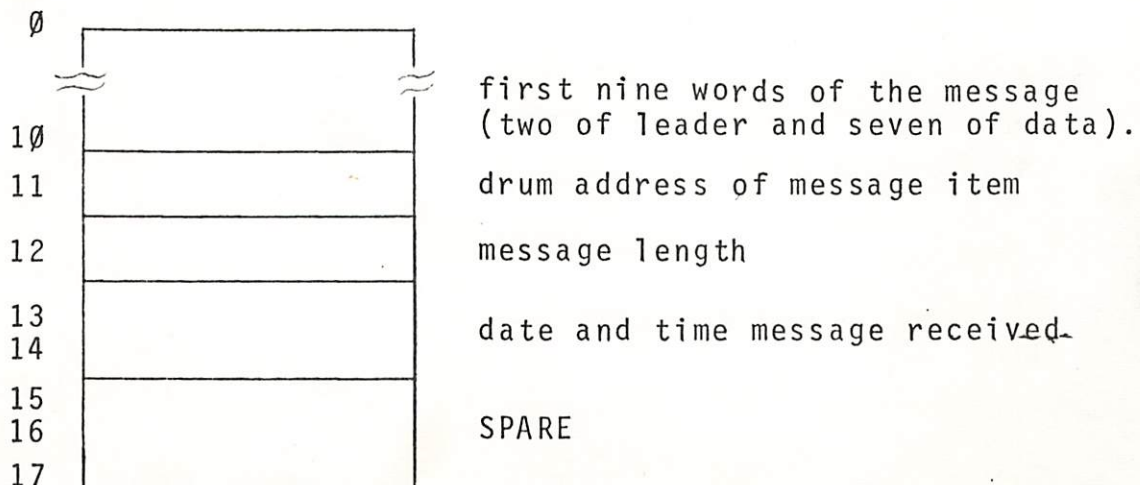 Ø
first nine words of the message
1Ø (two of leader and seven of data).
11 drum address of message item
12 message length
13
date and time message received
14
15
16 SPARE
17